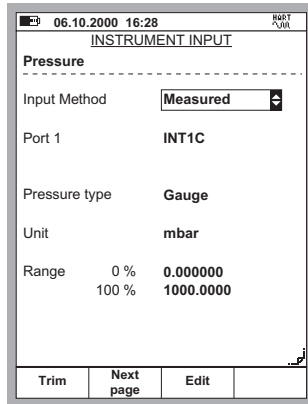 06.10.2000 16:28 HART
INSTRUMENT INPUT
Pressure
Input Method Measured
Port 1 INT1C
Pressure type Gauge
Unit mbar
Range 0 % 0.000000
100 % 1000.0000
Trim Next page Edit